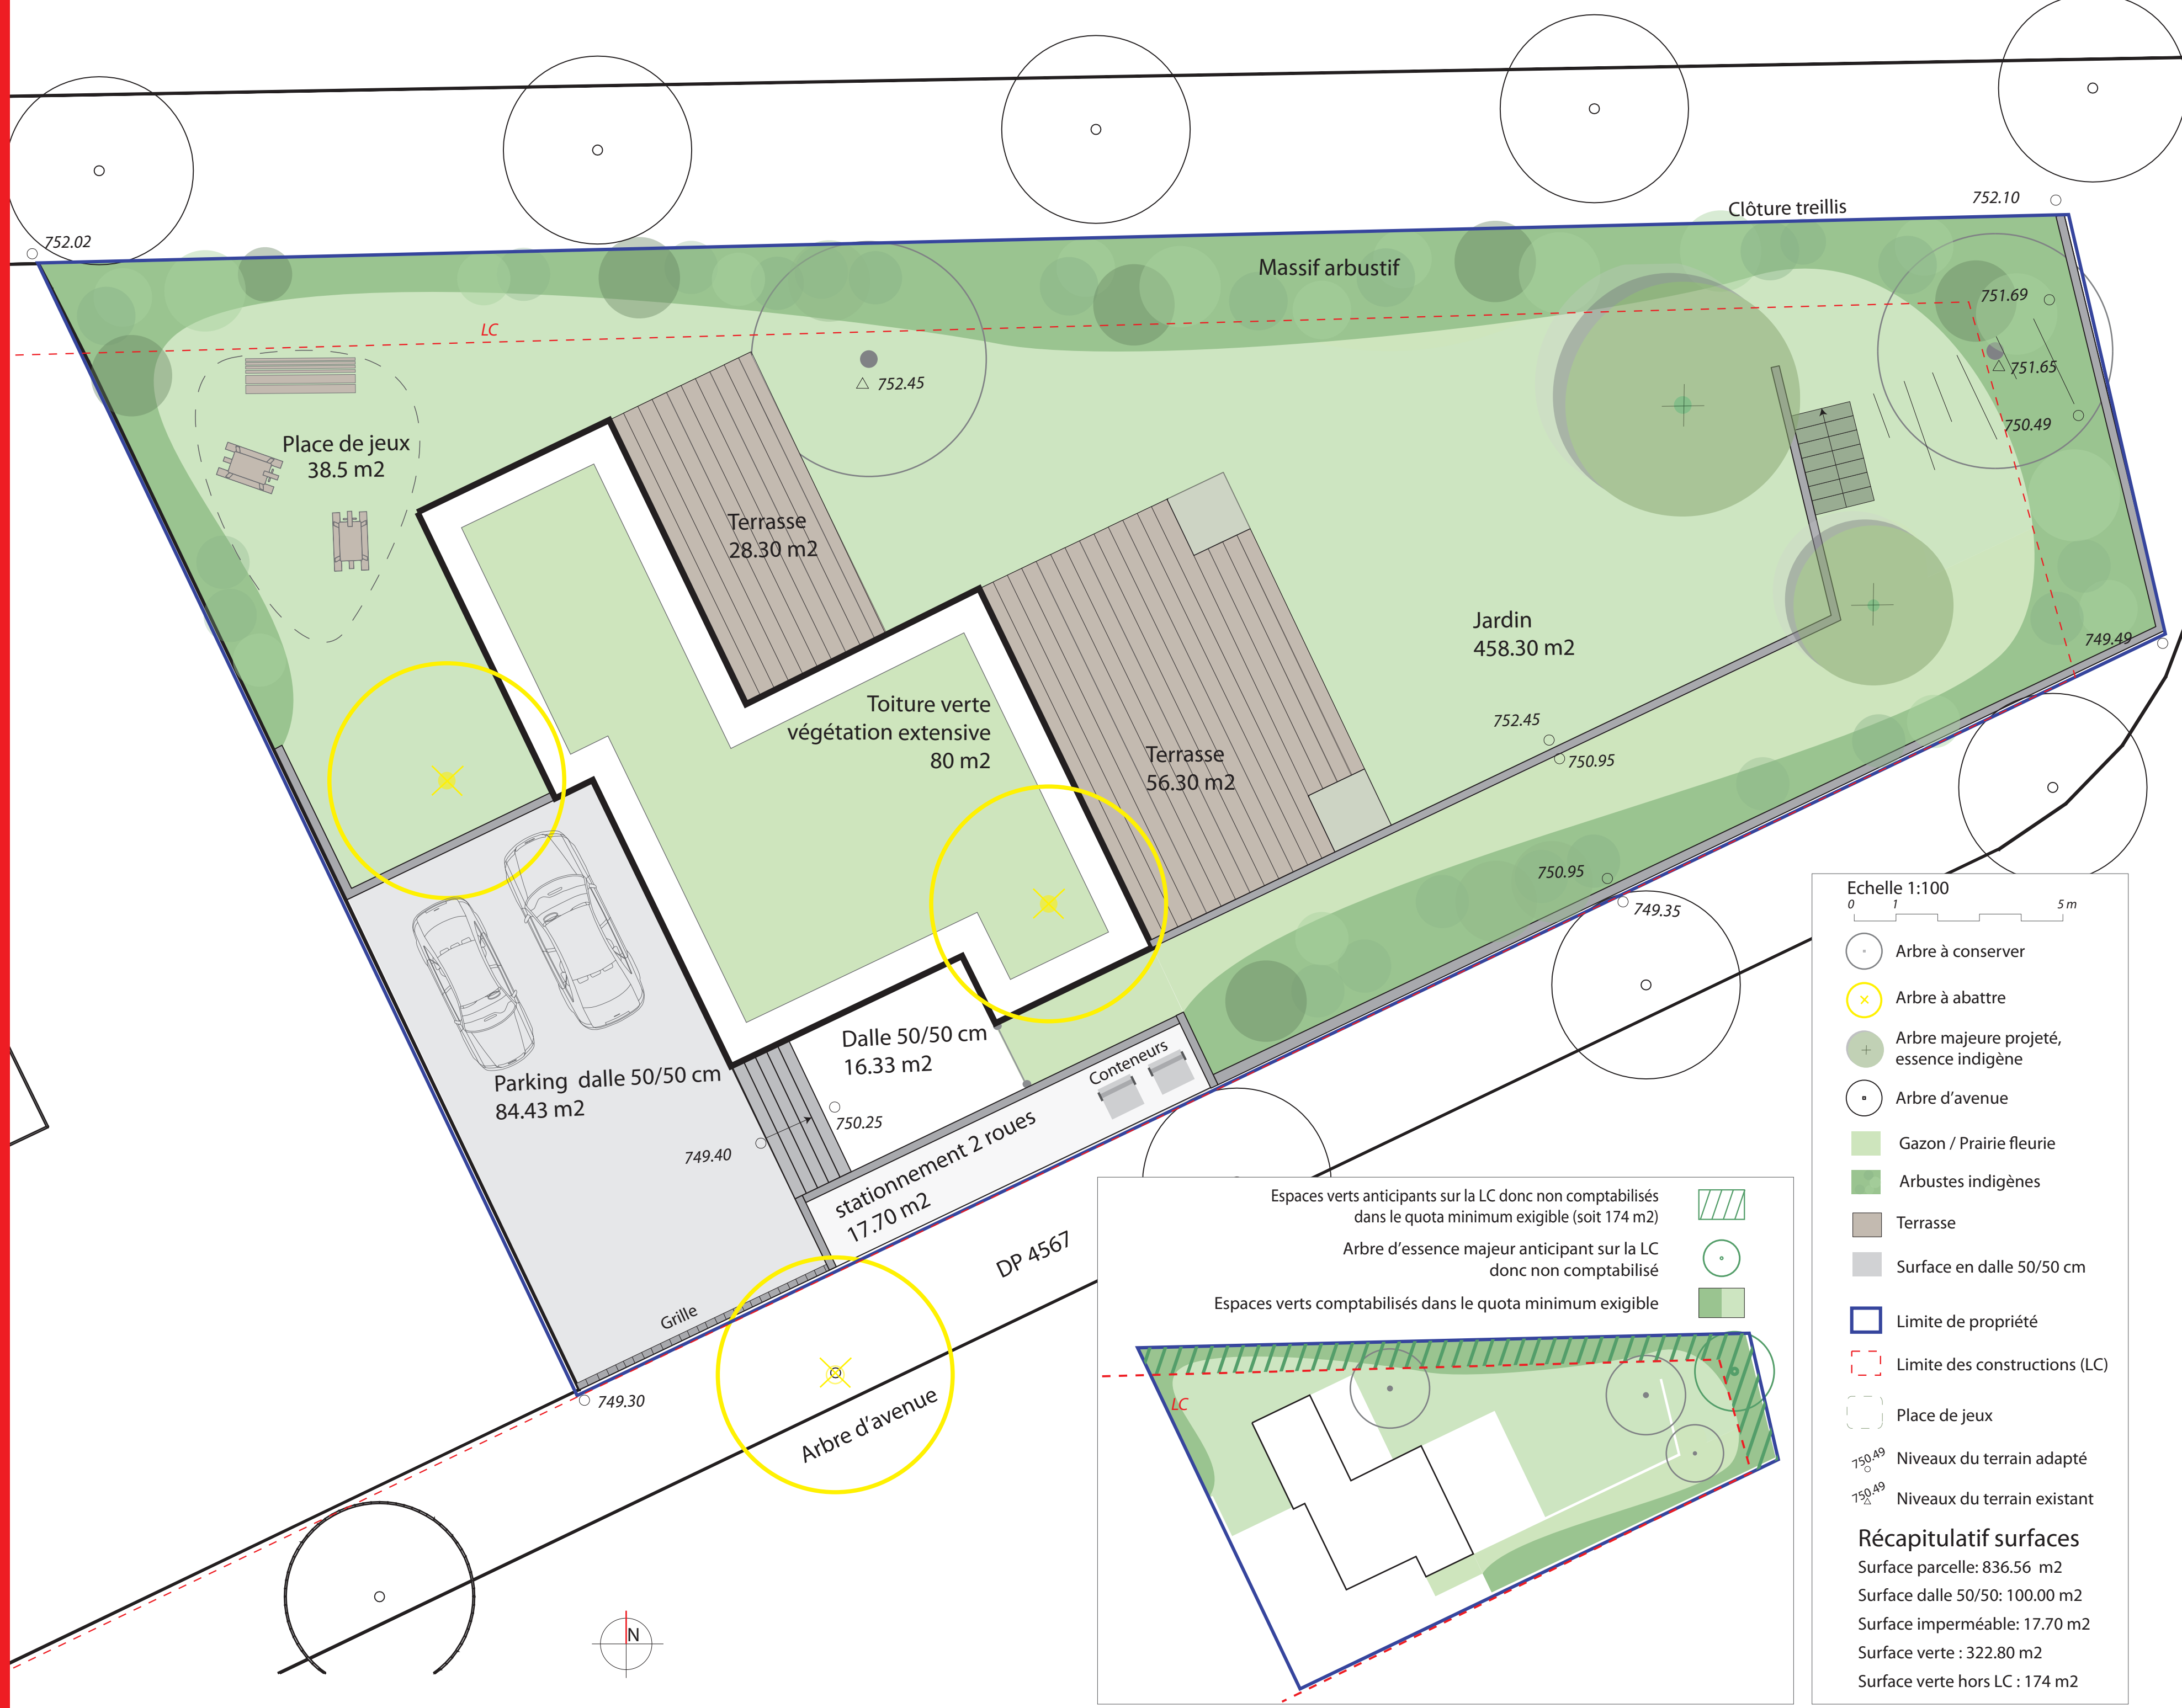 752.02
Clôture treillis
752.10
Massif arbustif
LC
751.69
751.65
750.49
752.45
Place de jeux
38.5 m2
Terrasse
28.30 m2
Jardin
458.30 m2
749.49
Toiture verte
végétation extensive
80 m2
752.45
750.95
Terrasse
56.30 m2
750.95
749.35
Dalle 50/50 cm
16.33 m2
Conteneurs
Parking dalle 50/50 cm
84.43 m2
750.25
749.40
stationnement 2 roues
17.70 m2
DP 4567
Grille
749.30
Arbre d'avenue
N
Espaces verts anticipants sur la LC donc non comptabilisés
dans le quota minimum exigible (soit 174 m2)
Arbre d'essence majeur anticipant sur la LC
donc non comptabilisé
Espaces verts comptabilisés dans le quota minimum exigible
LC
Echelle 1:100
0 1 5 m
Arbre à conserver
Arbre à abattre
Arbre majeure projeté,
essence indigène
Arbre d'avenue
Gazon / Prairie fleurie
Arbustes indigènes
Terrasse
Surface en dalle 50/50 cm
Limite de propriété
Limite des constructions (LC)
Place de jeux
750.49 Niveaux du terrain adapté
750.49 Niveaux du terrain existant
Récapitulatif surfaces
Surface parcelle: 836.56 m2
Surface dalle 50/50: 100.00 m2
Surface imperméable: 17.70 m2
Surface verte : 322.80 m2
Surface verte hors LC : 174 m2